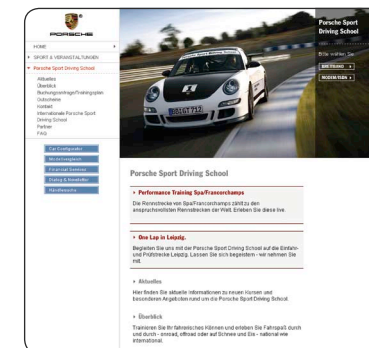 PORSCHE
HOME
SPORT & VERANSTALTUNGEN
Porsche Sport Driving School
Aktuelles
Überblick
Buchungsanfrage/Trainingsplan
Gutscheine
Kontakt
Internationale Porsche Sport
Driving School
Partner
FAQ
Car Configurator
Modellvergleich
Financial Services
Dialog & Newsletter
Händlersuche
Porsche Sport
Driving School
Bitte wählen Sie:
BREITBAND
MODEM/ISDN
BB:GT 712
Porsche Sport Driving School
Performance Training Spa/Francorchamps
Die Rennstrecke von Spa/Francorchamps zählt zu den
anspruchsvollsten Rennstrecken der Welt. Erleben Sie diese live.
One Lap in Leipzig.
Begleiten Sie uns mit der Porsche Sport Driving School auf die Einfahr-
und Prüfstrecke Leipzig. Lassen Sie sich begeistern - wir nehmen Sie
mit.
Aktuelles
Hier finden Sie aktuelle Informationen zu neuen Kursen und
besonderen Angeboten rund um die Porsche Sport Driving School.
Überblick
Trainieren Sie Ihr fahrerisches Können und erleben Sie Fahrspaß durch
und durch - onroad, offroad oder auf Schnee und Eis - national wie
international.